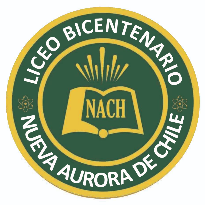 LICEO BICENTENARIO
NACH
NUEVA AURORA DE CHILE